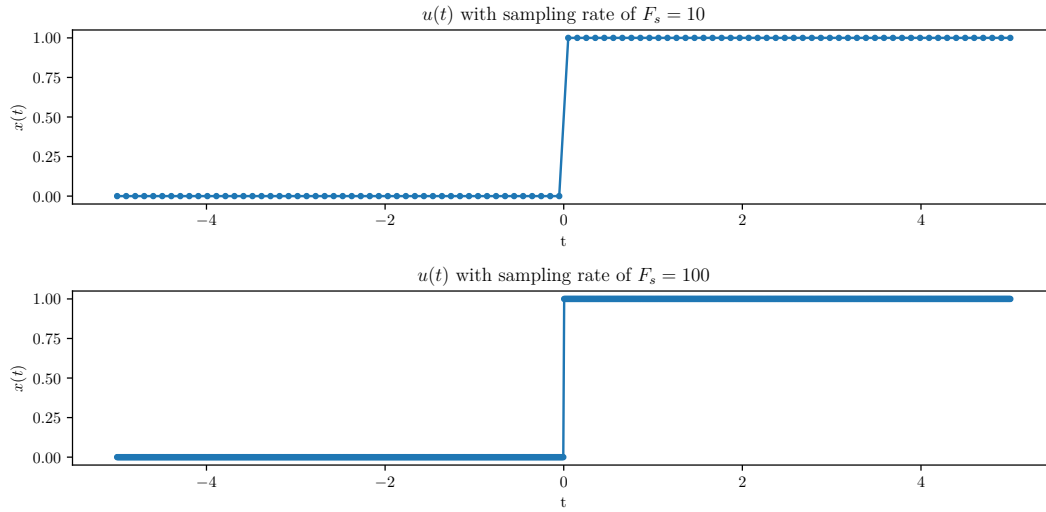 u(t) with sampling rate of F_s = 10
1.00
0.75
0.50
0.25
0.00
x(t)
−4 −2 0 2 4
t
u(t) with sampling rate of F_s = 100
1.00
0.75
0.50
0.25
0.00
x(t)
−4 −2 0 2 4
t